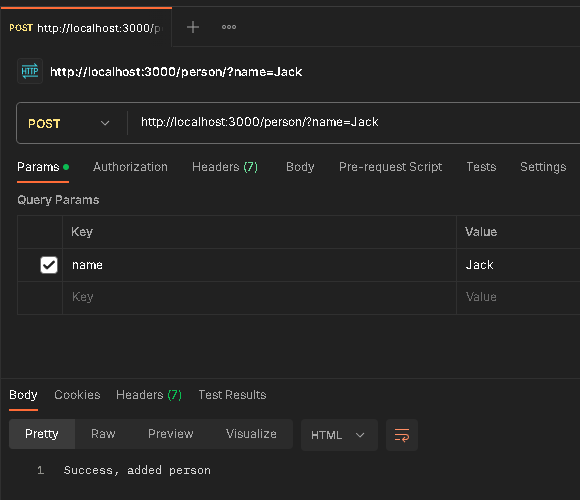 POST http://localhost:3000/p
HTTP http://localhost:3000/person/?name=Jack
POST http://localhost:3000/person/?name=Jack
Params Authorization Headers (7) Body Pre-request Script Tests Settings
Query Params
Key Value
name Jack
Key Value
Body Cookies Headers (7) Test Results
Pretty Raw Preview Visualize HTML
1 Success, added person